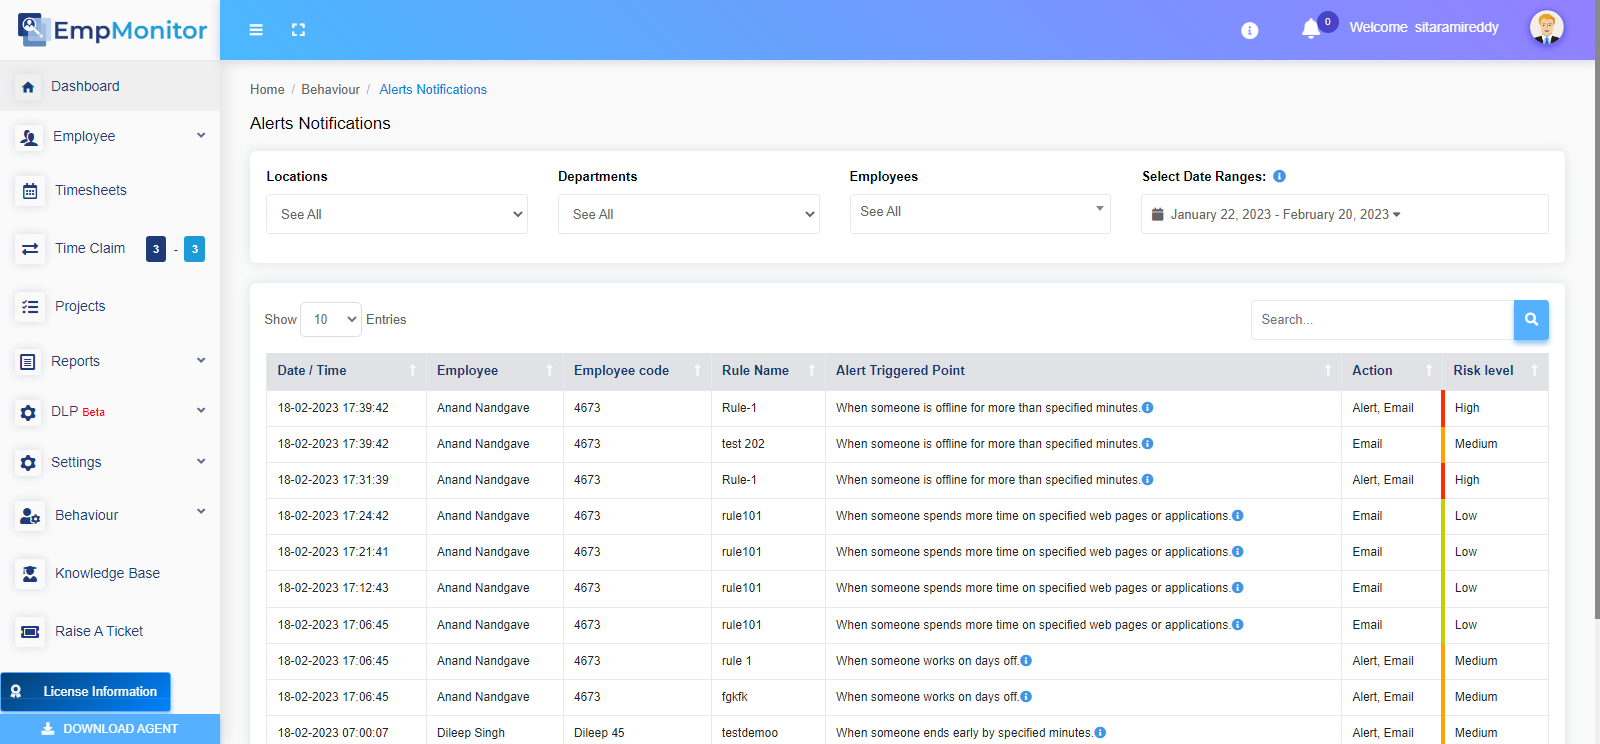 EmpMonitor
0
Welcome sitaramireddy
Dashboard
Employee
Timesheets
Time Claim 3 - 3
Projects
Reports
DLP Beta
Settings
Behaviour
Knowledge Base
Raise A Ticket
License Information
DOWNLOAD AGENT
Home / Behaviour / Alerts Notifications
Alerts Notifications
Locations Departments Employees Select Date Ranges:
See All See All See All January 22, 2023 - February 20, 2023
Show 10 Entries Search...
Date / Time Employee Employee code Rule Name Alert Triggered Point Action Risk level
18-02-2023 17:39:42 Anand Nandgave 4673 Rule-1 When someone is offline for more than specified minutes. Alert, Email High
18-02-2023 17:39:42 Anand Nandgave 4673 test 202 When someone is offline for more than specified minutes. Email Medium
18-02-2023 17:31:39 Anand Nandgave 4673 Rule-1 When someone is offline for more than specified minutes. Alert, Email High
18-02-2023 17:24:42 Anand Nandgave 4673 rule101 When someone spends more time on specified web pages or applications. Email Low
18-02-2023 17:21:41 Anand Nandgave 4673 rule101 When someone spends more time on specified web pages or applications. Email Low
18-02-2023 17:12:43 Anand Nandgave 4673 rule101 When someone spends more time on specified web pages or applications. Email Low
18-02-2023 17:06:45 Anand Nandgave 4673 rule101 When someone spends more time on specified web pages or applications. Email Low
18-02-2023 17:06:45 Anand Nandgave 4673 rule 1 When someone works on days off. Alert, Email Medium
18-02-2023 17:06:45 Anand Nandgave 4673 fgkfk When someone works on days off. Alert, Email Medium
18-02-2023 07:00:07 Dileep Singh Dileep 45 testdemoo When someone ends early by specified minutes. Alert, Email Medium